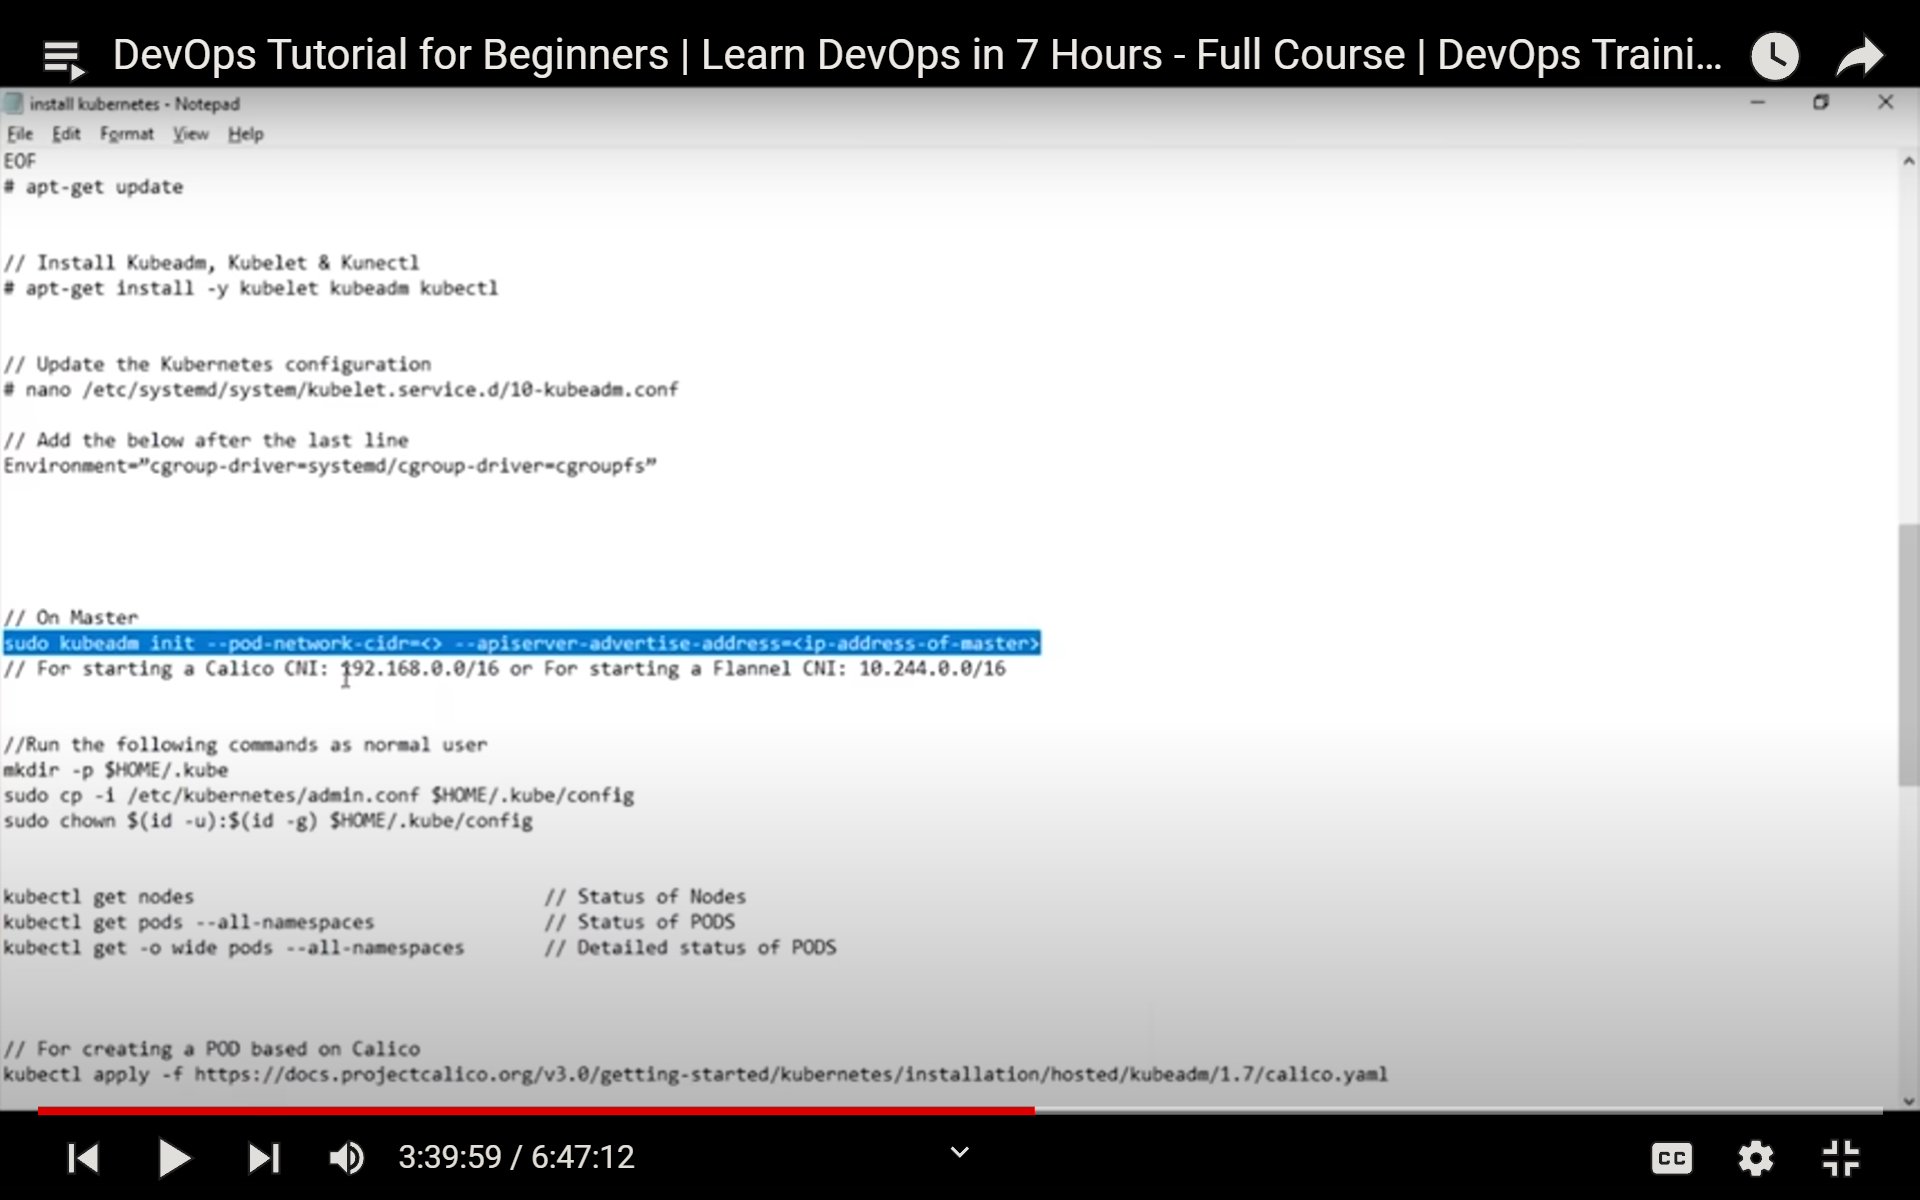 DevOps Tutorial for Beginners | Learn DevOps in 7 Hours - Full Course | DevOps Traini...
install kubernetes - Notepad
File Edit Format View Help
EOF
# apt-get update
// Install Kubeadm, Kubelet & Kunectl
# apt-get install -y kubelet kubeadm kubectl
// Update the Kubernetes configuration
# nano /etc/systemd/system/kubelet.service.d/10-kubeadm.conf
// Add the below after the last line
Environment=”cgroup-driver=systemd/cgroup-driver=cgroupfs”
// On Master
sudo kubeadm init --pod-network-cidr=<> --apiserver-advertise-address=<ip-address-of-master>
// For starting a Calico CNI: 192.168.0.0/16 or For starting a Flannel CNI: 10.244.0.0/16
//Run the following commands as normal user
mkdir -p $HOME/.kube
sudo cp -i /etc/kubernetes/admin.conf $HOME/.kube/config
sudo chown $(id -u):$(id -g) $HOME/.kube/config
kubectl get nodes // Status of Nodes
kubectl get pods --all-namespaces // Status of PODS
kubectl get -o wide pods --all-namespaces // Detailed status of PODS
// For creating a POD based on Calico
kubectl apply -f https://docs.projectcalico.org/v3.0/getting-started/kubernetes/installation/hosted/kubeadm/1.7/calico.yaml
3:39:59 / 6:47:12
CC